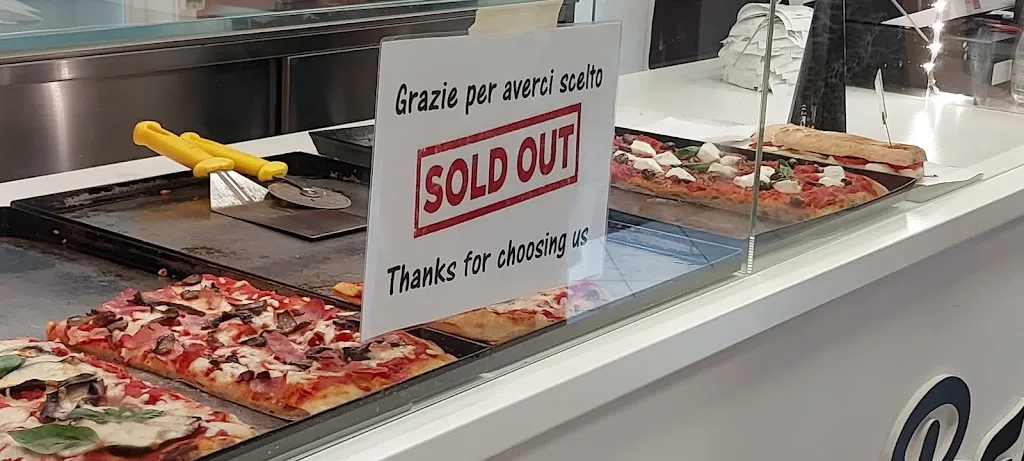 Grazie per averci scelto
SOLD OUT
Thanks for choosing us